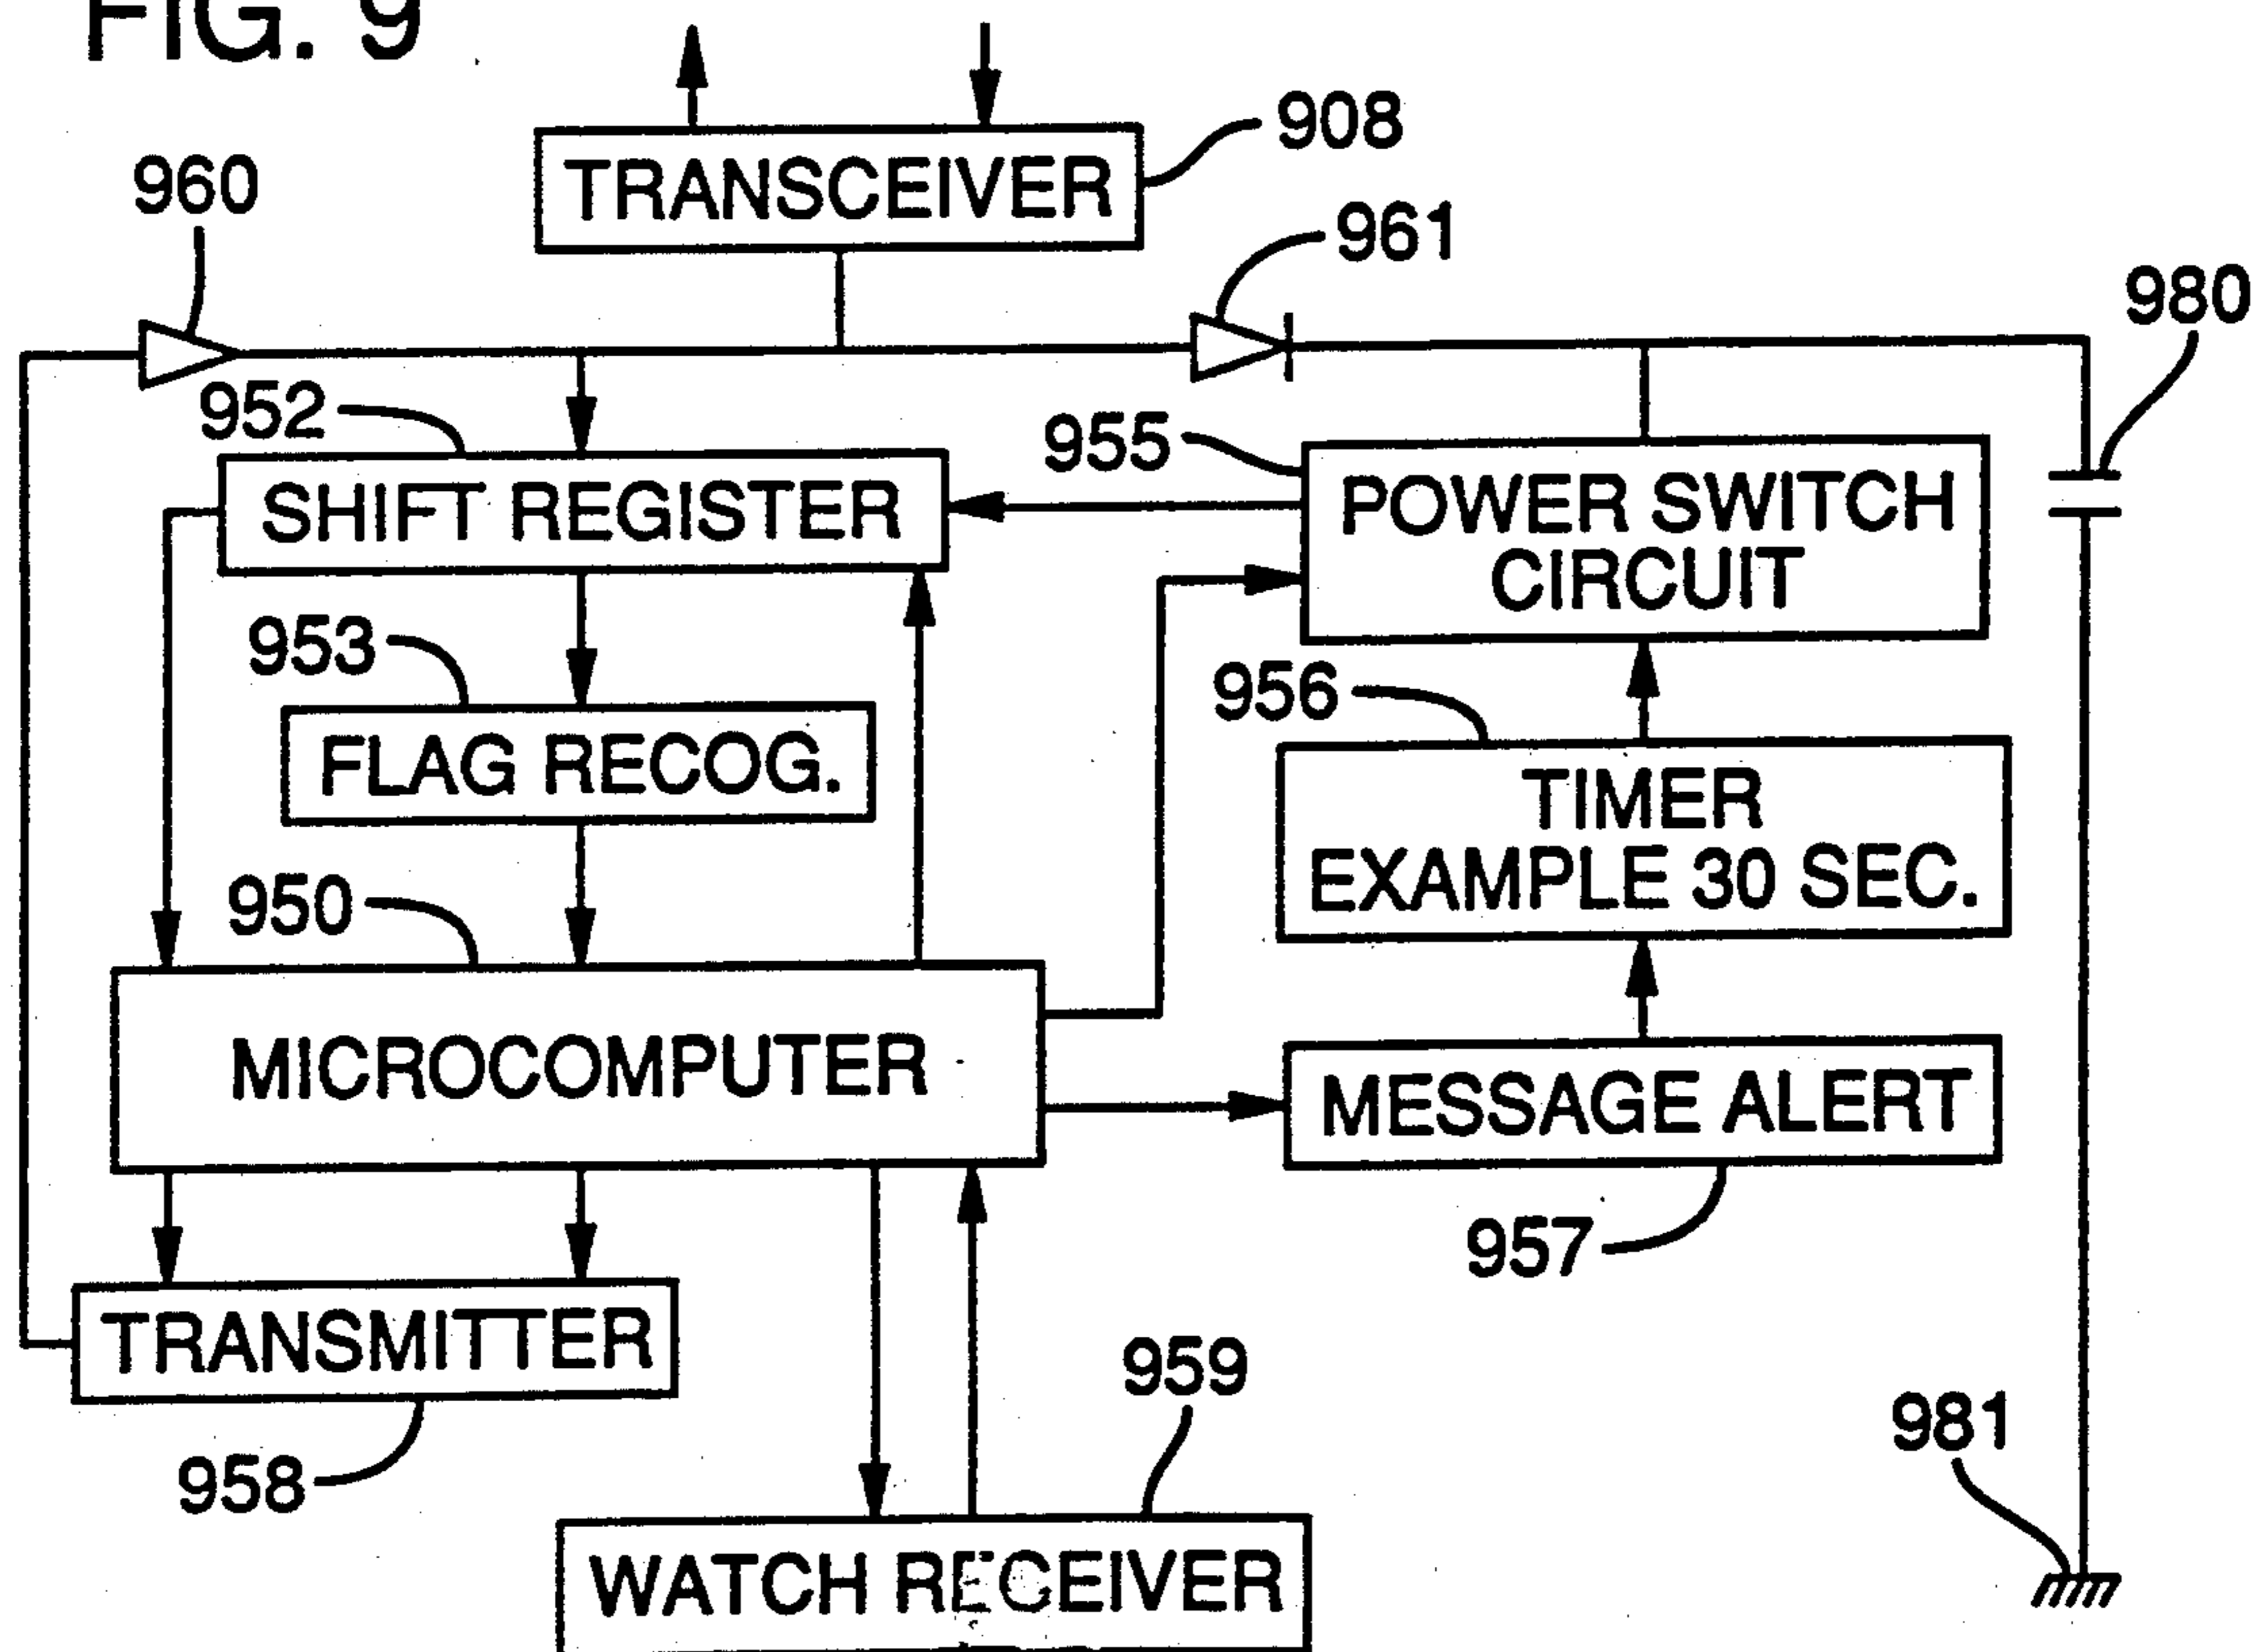 FIG. 9
908
TRANSCEIVER
960
961
980
952
955
SHIFT REGISTER
POWER SWITCH
CIRCUIT
953
956
FLAG RECOG.
TIMER
EXAMPLE 30 SEC.
950
MICROCOMPUTER
MESSAGE ALERT
957
TRANSMITTER
959
981
958
WATCH RECEIVER